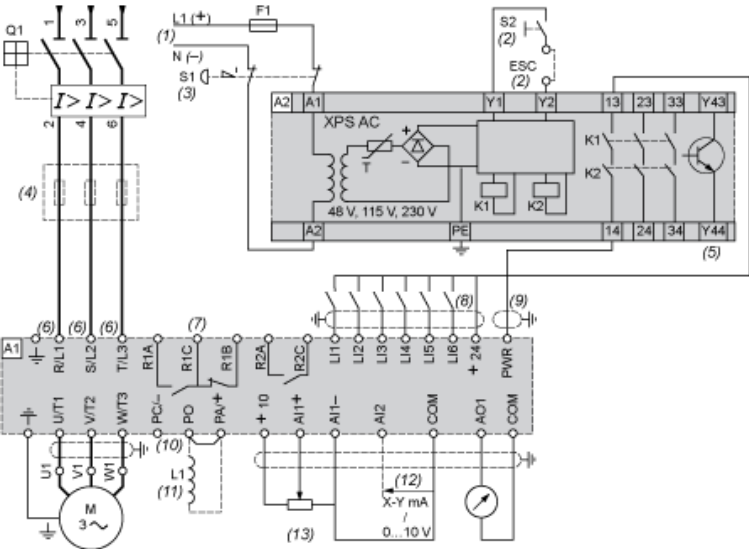 1 3 5
Q1
I> I> I>
2 4 6
(4)
L1 (+) F1
(1)
N (–)
S1
(3)
S2
(2)
ESC
(2)
A2 A1 Y1 Y2 13 23 33 Y43
XPS AC
+
–
T
K1
K2
K1 K2
48 V, 115 V, 230 V
A2 PE 14 24 34 Y44
(5)
(8) (9)
(6) (6) (6) (7)
A1
R/L1 S/L2 T/L3 R1A R1C R1B R2A R2C LI1 LI2 LI3 LI4 LI5 LI6 + 24 PWR
U/T1 V/T2 W/T3 PC/– PO PA/+ + 10 AI1+ AI1– AI2 COM AO1 COM
(10)
U1 V1 W1
L1
(11)
(12)
X-Y mA
/
0...10 V
M
3~
(13)